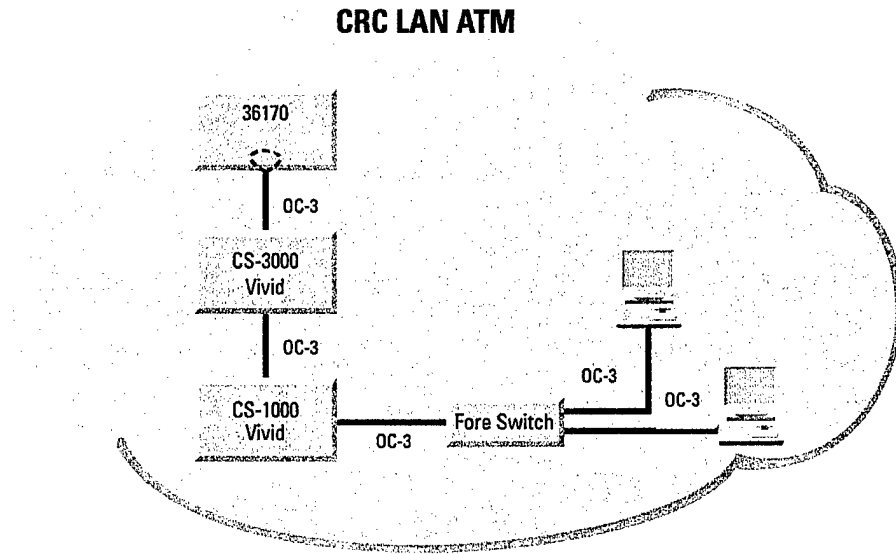 CRC LAN ATM
36170
OC-3
CS-3000
Vivid
OC-3
CS-1000
Vivid
OC-3
Fore Switch
OC-3
OC-3